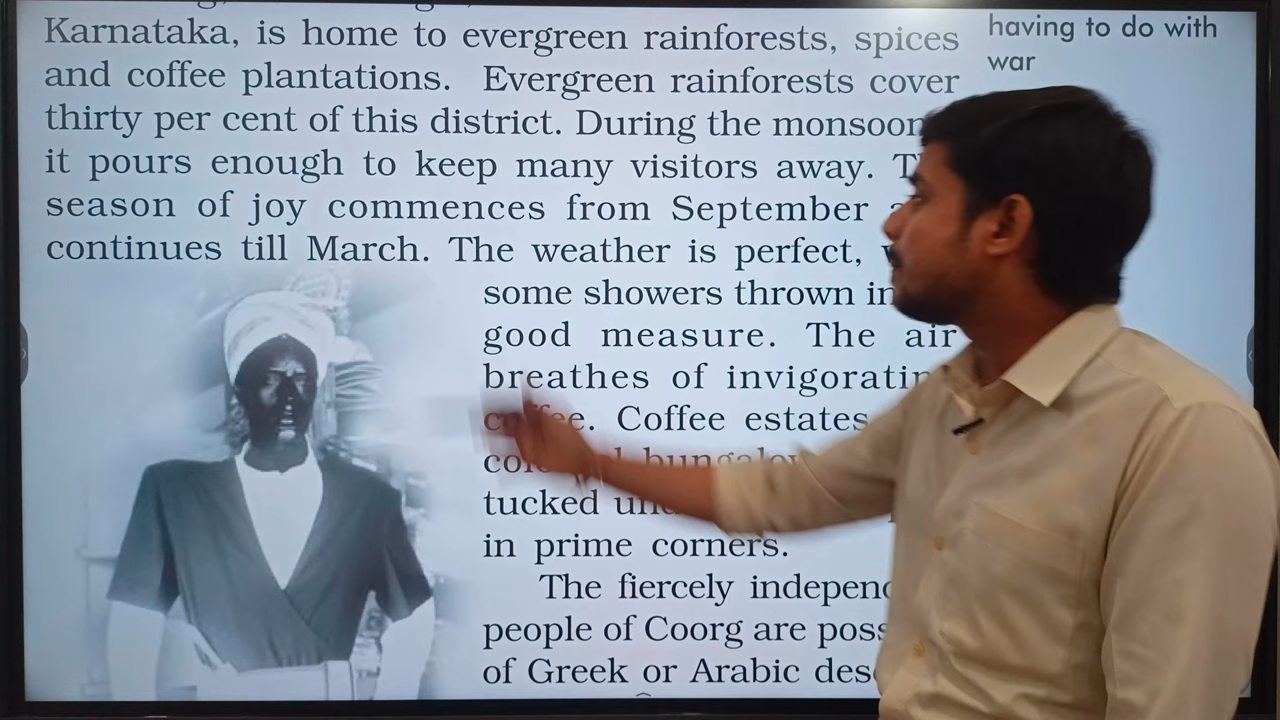 Karnataka, is home to evergreen rainforests, spices
and coffee plantations. Evergreen rainforests cover
thirty per cent of this district. During the monsoon
it pours enough to keep many visitors away.
season of joy commences from September
continues till March. The weather is perfect,
some showers thrown in
good measure. The air
breathes of
coffee. Coffee estates
tucked
in prime corners.
The fiercely
people of Coorg are
of Greek or Arabic
having to do with
war